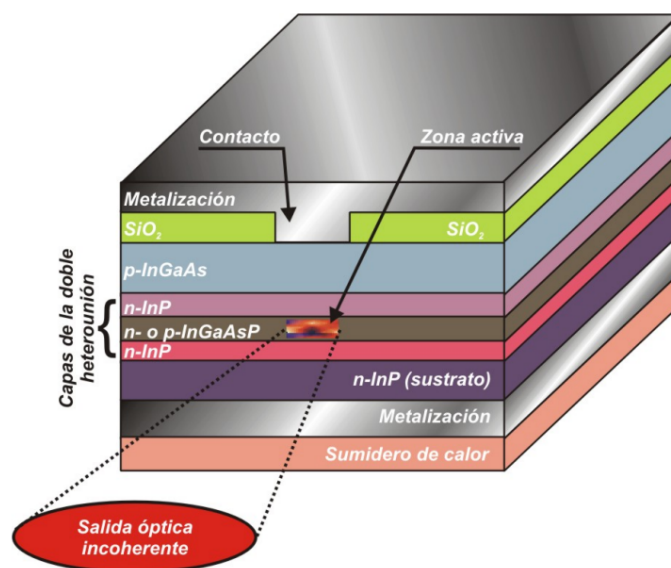 Contacto
Zona activa
Metalización
SiO₂
SiO₂
p-InGaAs
Capas de la doble
heterounión
n-InP
n- o p-InGaAsP
n-InP
n-InP (sustrato)
Metalización
Sumidero de calor
Salida óptica
incoherente